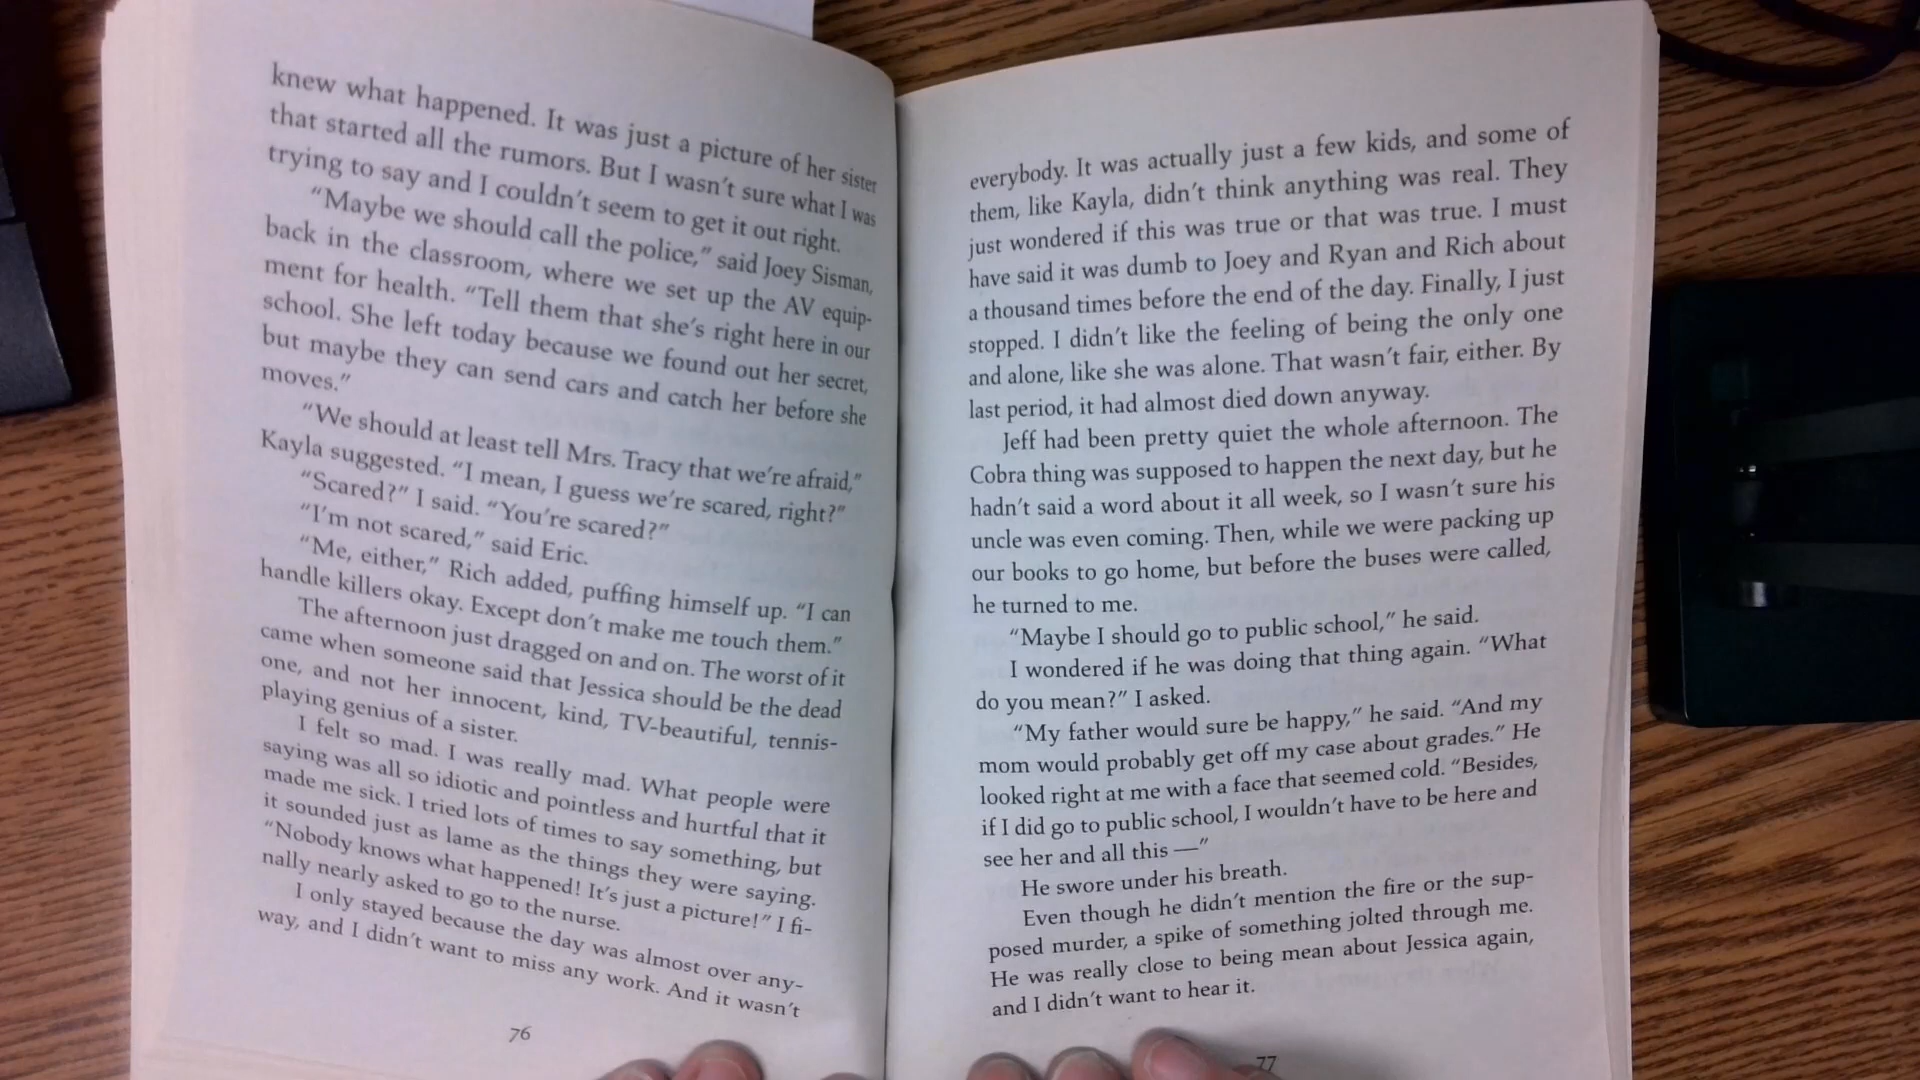 knew what happened. It was just a picture of her sister
that started all the rumors. But I wasn't sure what I was
trying to say and I couldn't seem to get it out right.
“Maybe we should call the police,” said Joey Sisman,
back in the classroom, where we set up the AV equip-
ment for health. “Tell them that she's right here in our
school. She left today because we found out her secret,
but maybe they can send cars and catch her before she
moves.”
“We should at least tell Mrs. Tracy that we're afraid,”
Kayla suggested. “I mean, I guess we're scared, right?”
“Scared?” I said. “You're scared?”
“I'm not scared,” said Eric.
“Me, either,” Rich added, puffing himself up. “I can
handle killers okay. Except don't make me touch them.”
The afternoon just dragged on and on. The worst of it
came when someone said that Jessica should be the dead
one, and not her innocent, kind, TV-beautiful, tennis-
playing genius of a sister.
I felt so mad. I was really mad. What people were
saying was all so idiotic and pointless and hurtful that it
made me sick. I tried lots of times to say something, but
it sounded just as lame as the things they were saying.
“Nobody knows what happened! It's just a picture!” I fi-
nally nearly asked to go to the nurse.
I only stayed because the day was almost over any-
way, and I didn't want to miss any work. And it wasn't
76
everybody. It was actually just a few kids, and some of
them, like Kayla, didn't think anything was real. They
just wondered if this was true or that was true. I must
have said it was dumb to Joey and Ryan and Rich about
a thousand times before the end of the day. Finally, I just
stopped. I didn't like the feeling of being the only one
and alone, like she was alone. That wasn't fair, either. By
last period, it had almost died down anyway.
Jeff had been pretty quiet the whole afternoon. The
Cobra thing was supposed to happen the next day, but he
hadn't said a word about it all week, so I wasn't sure his
uncle was even coming. Then, while we were packing up
our books to go home, but before the buses were called,
he turned to me.
“Maybe I should go to public school,” he said.
I wondered if he was doing that thing again. “What
do you mean?” I asked.
“My father would sure be happy,” he said. “And my
mom would probably get off my case about grades.” He
looked right at me with a face that seemed cold. “Besides,
if I did go to public school, I wouldn't have to be here and
see her and all this —”
He swore under his breath.
Even though he didn't mention the fire or the sup-
posed murder, a spike of something jolted through me.
He was really close to being mean about Jessica again,
and I didn't want to hear it.
77